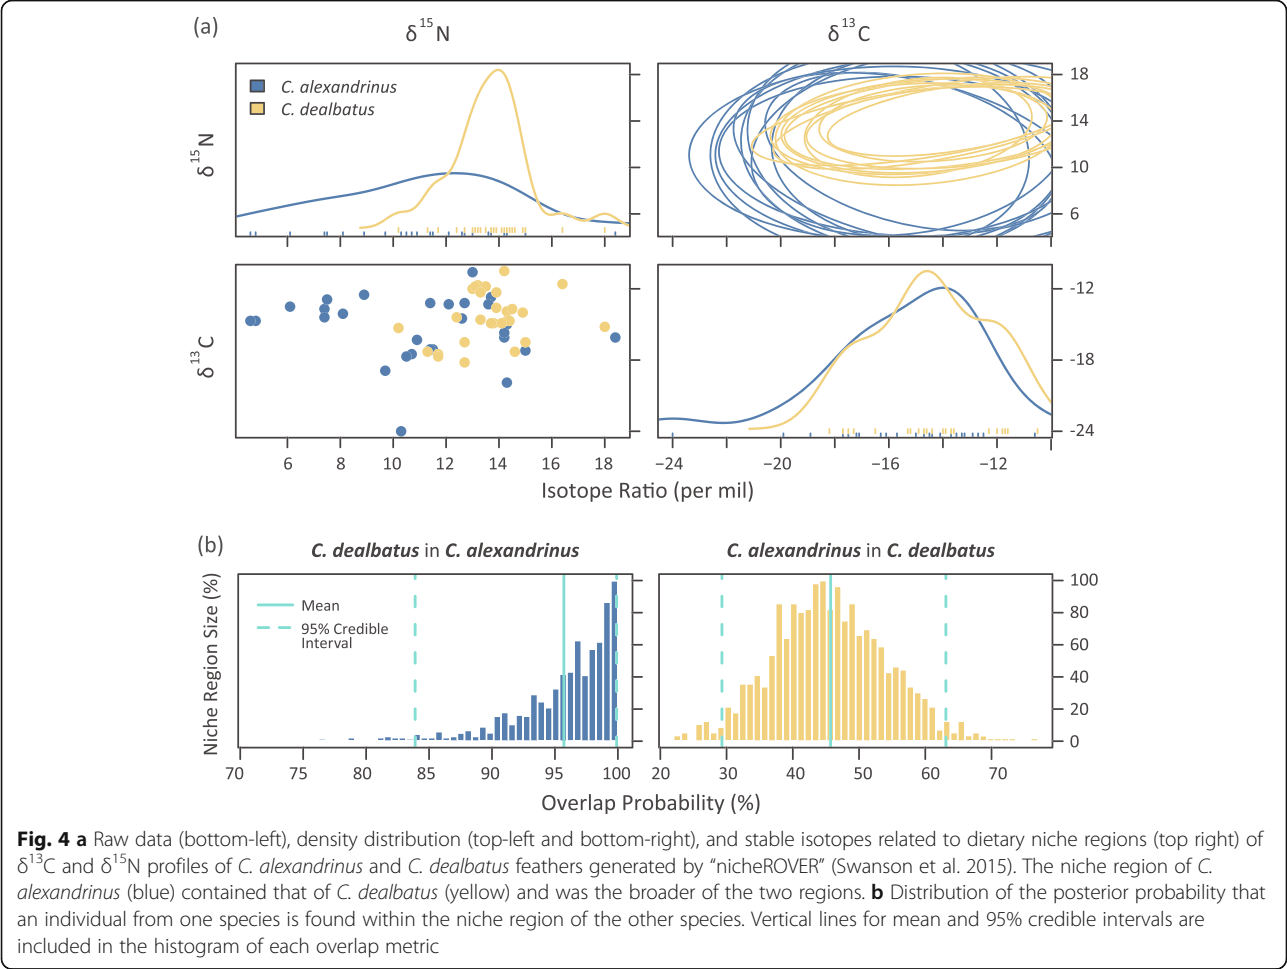 (a)
δ¹⁵N
δ¹³C
C. alexandrinus
C. dealbatus
δ¹⁵N
18
14
10
6
δ¹³C
-12
-18
-24
6 8 10 12 14 16 18
−24 −20 −16 −12
Isotope Ratio (per mil)
(b)
C. dealbatus in C. alexandrinus
C. alexandrinus in C. dealbatus
Niche Region Size (%)
Mean
95% Credible
Interval
100
80
60
40
20
0
70 75 80 85 90 95 100
20 30 40 50 60 70
Overlap Probability (%)
Fig. 4 a Raw data (bottom-left), density distribution (top-left and bottom-right), and stable isotopes related to dietary niche regions (top right) of
δ¹³C and δ¹⁵N profiles of C. alexandrinus and C. dealbatus feathers generated by “nicheROVER” (Swanson et al. 2015). The niche region of C.
alexandrinus (blue) contained that of C. dealbatus (yellow) and was the broader of the two regions. b Distribution of the posterior probability that
an individual from one species is found within the niche region of the other species. Vertical lines for mean and 95% credible intervals are
included in the histogram of each overlap metric